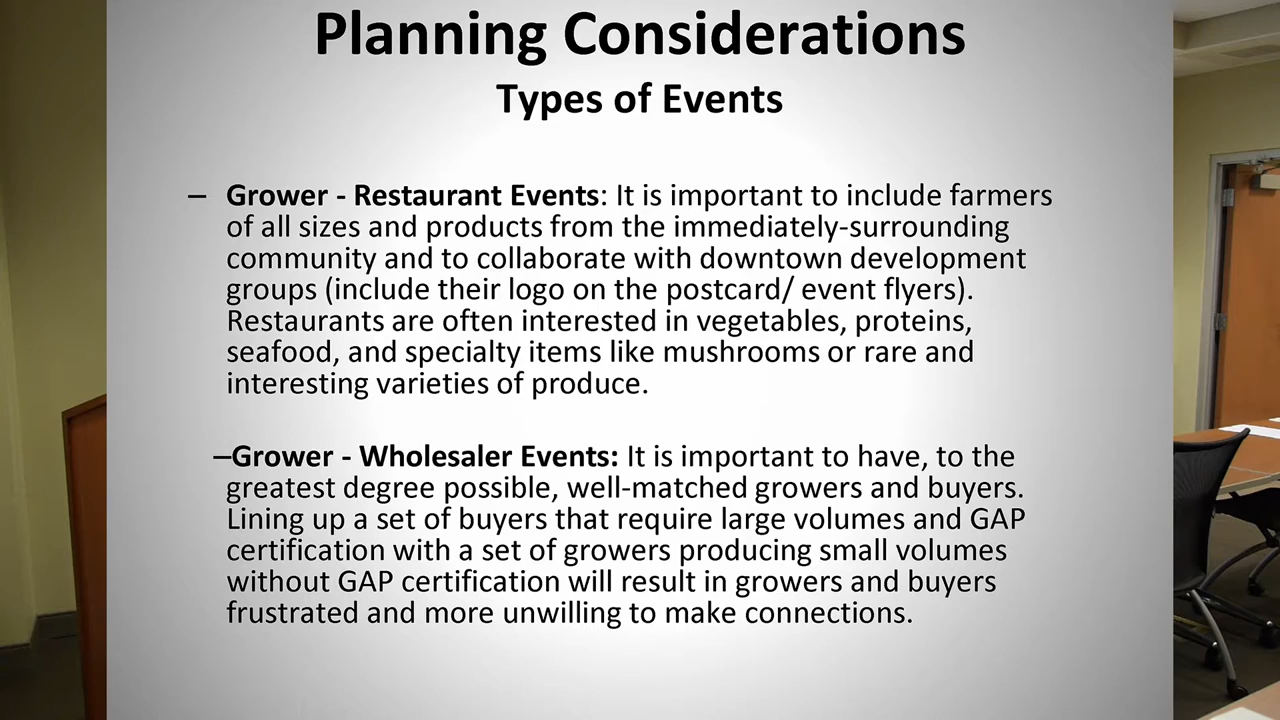 Planning Considerations
Types of Events
– Grower - Restaurant Events: It is important to include farmers
of all sizes and products from the immediately-surrounding
community and to collaborate with downtown development
groups (include their logo on the postcard/ event flyers).
Restaurants are often interested in vegetables, proteins,
seafood, and specialty items like mushrooms or rare and
interesting varieties of produce.
–Grower - Wholesaler Events: It is important to have, to the
greatest degree possible, well-matched growers and buyers.
Lining up a set of buyers that require large volumes and GAP
certification with a set of growers producing small volumes
without GAP certification will result in growers and buyers
frustrated and more unwilling to make connections.